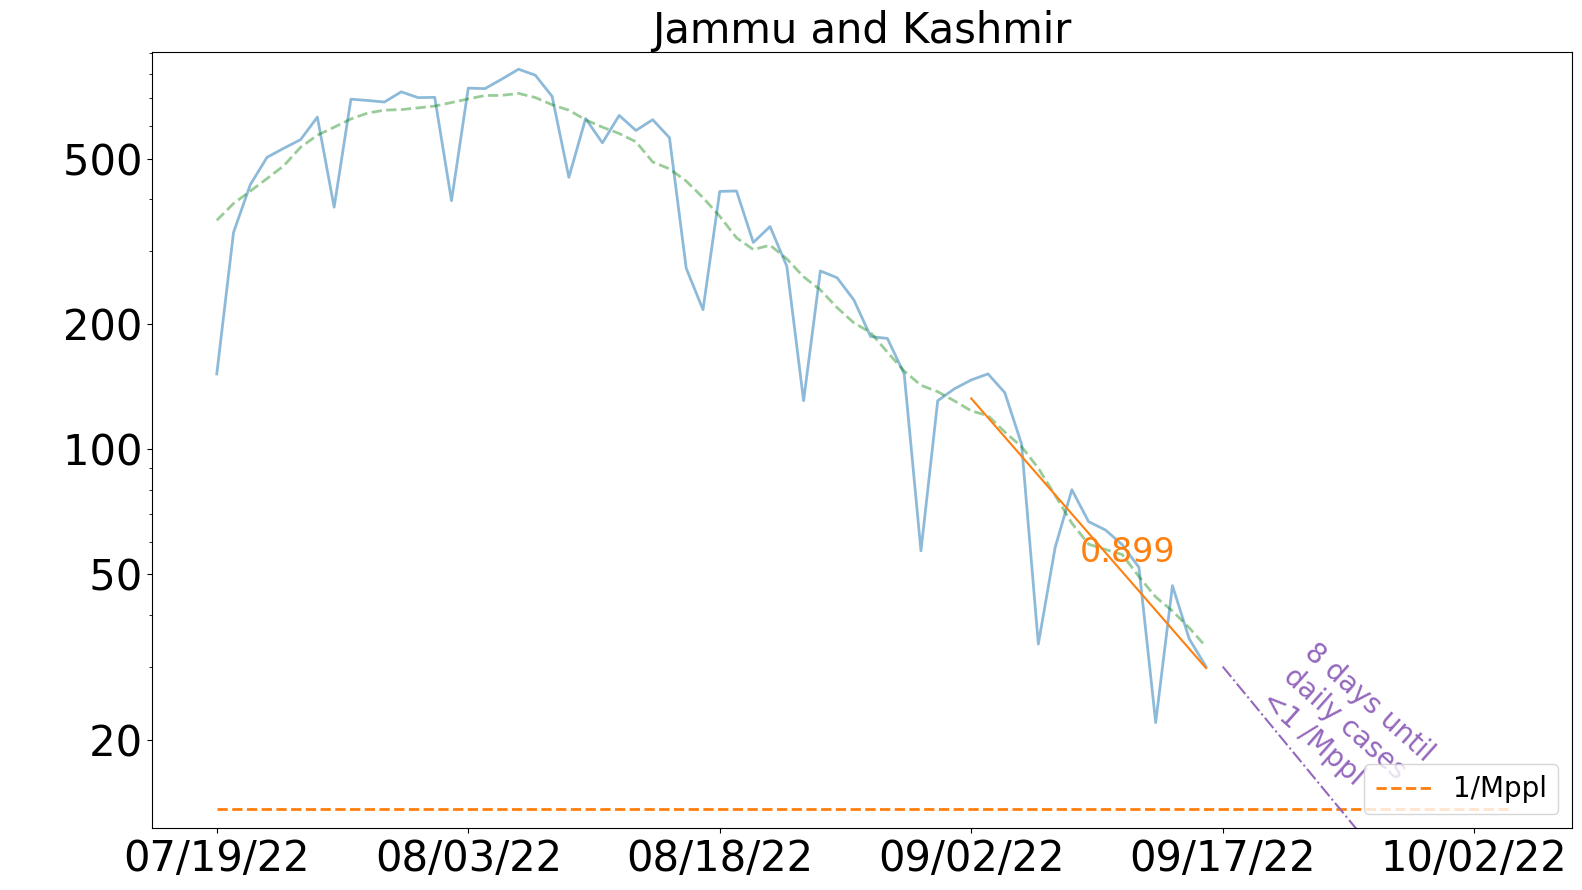 Jammu and Kashmir
500
200
100
50
20
0.899
8 days until
daily cases
<1 /Mppl
1/Mppl
07/19/22
08/03/22
08/18/22
09/02/22
09/17/22
10/02/22